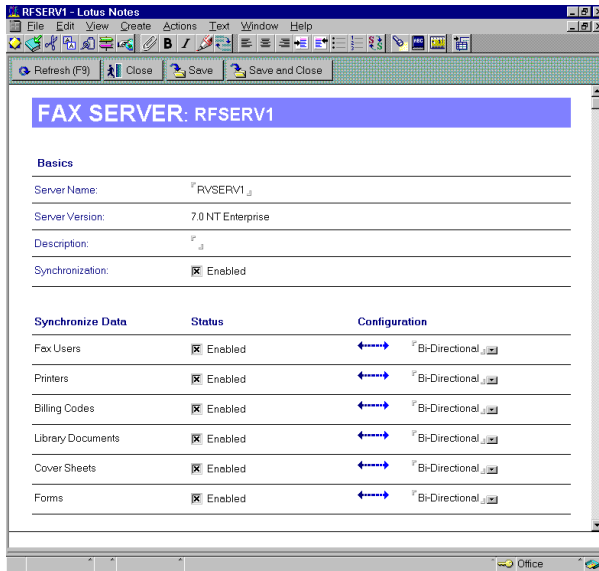 RFSERV1 - Lotus Notes
File Edit View Create Actions Text Window Help
Refresh (F9) Close Save Save and Close
FAX SERVER: RFSERV1
Basics
Server Name: RVSERV1
Server Version: 7.0 NT Enterprise
Description:
Synchronization: Enabled
Synchronize Data Status Configuration
Fax Users Enabled Bi-Directional
Printers Enabled Bi-Directional
Billing Codes Enabled Bi-Directional
Library Documents Enabled Bi-Directional
Cover Sheets Enabled Bi-Directional
Forms Enabled Bi-Directional
Office